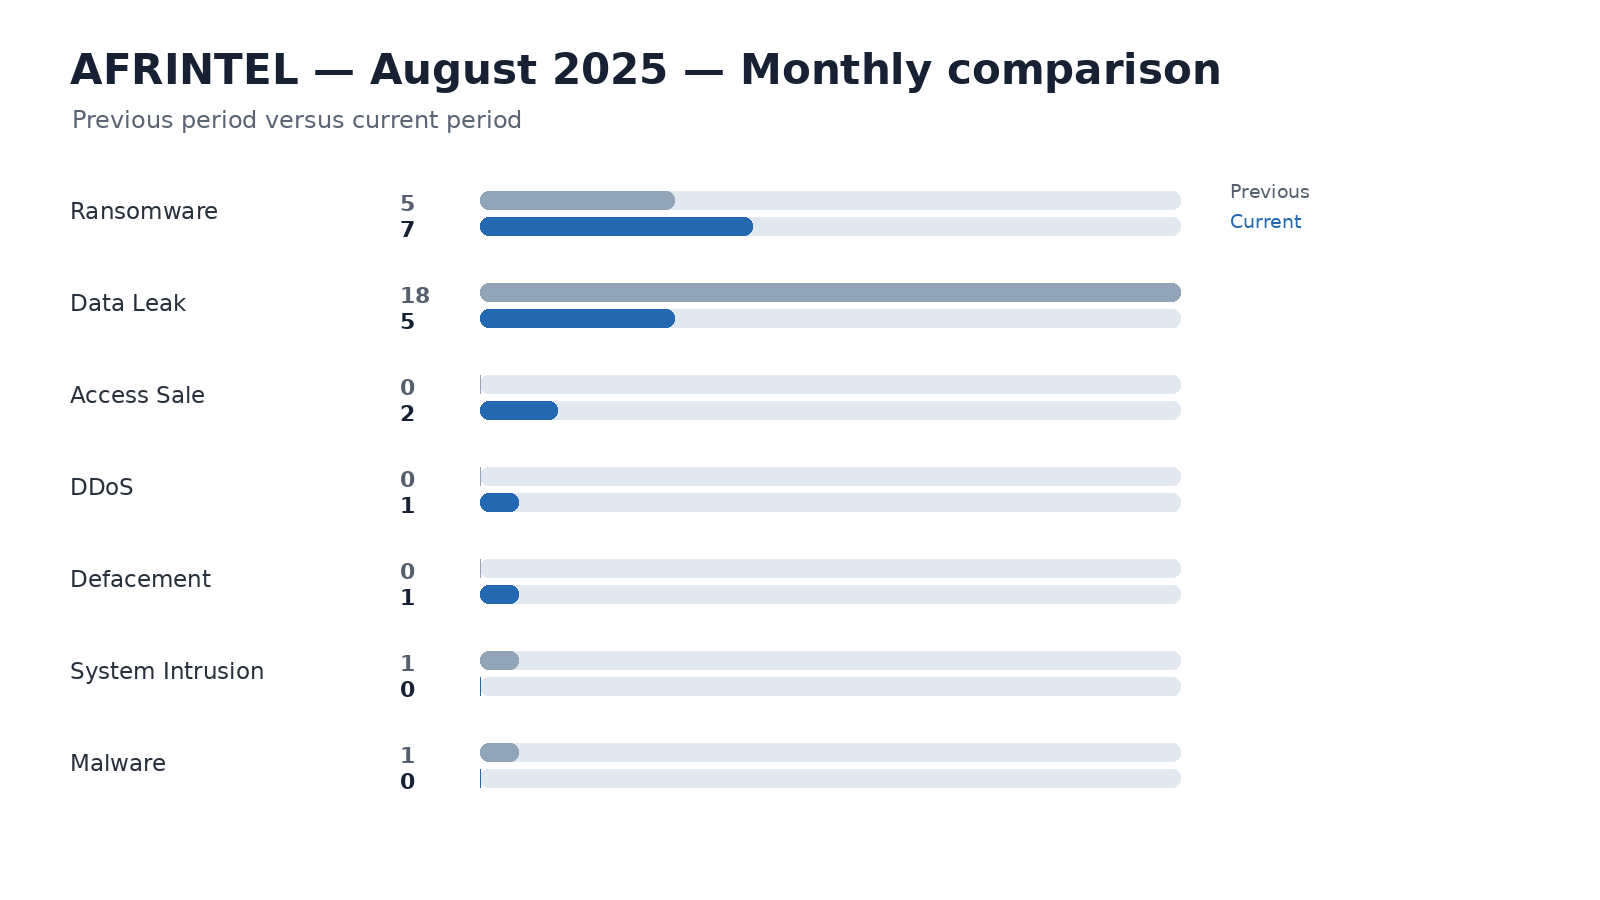 AFRINTEL — August 2025 — Monthly comparison
Previous period versus current period
Previous
Current
Ransomware
5
7
Data Leak
18
5
Access Sale
0
2
DDoS
0
1
Defacement
0
1
System Intrusion
1
0
Malware
1
0